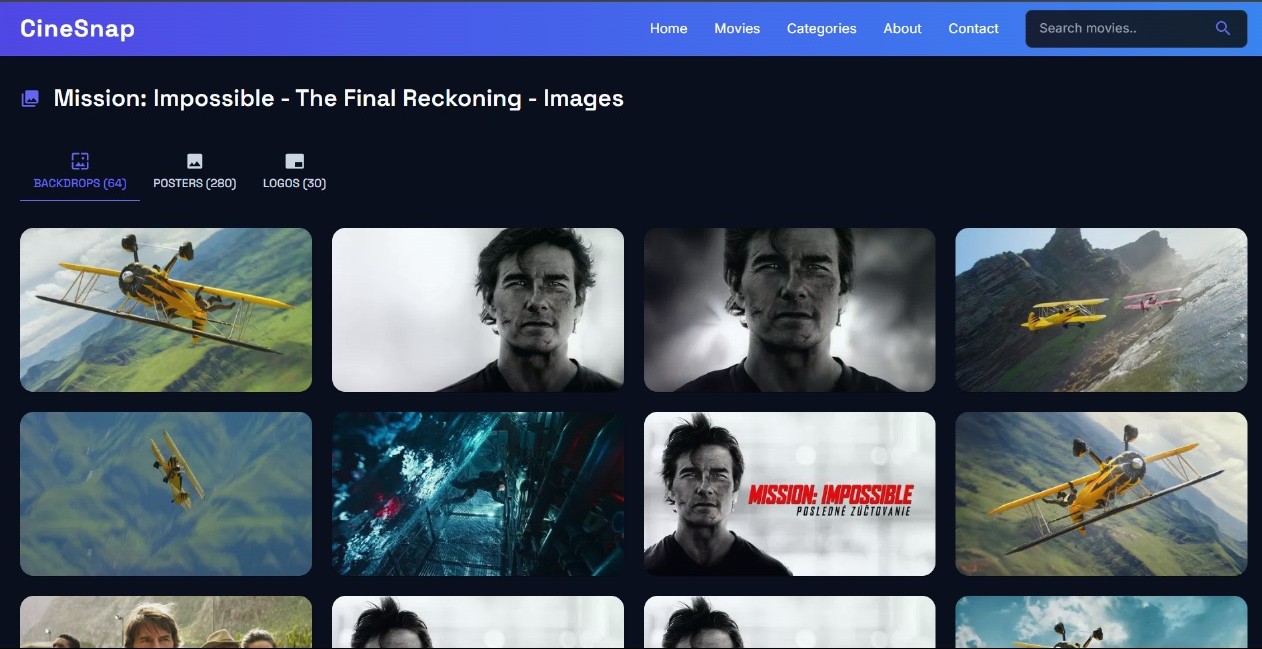 CineSnap
Home Movies Categories About Contact Search movies..
Mission: Impossible - The Final Reckoning - Images
BACKDROPS (64) POSTERS (280) LOGOS (30)
MISSION: IMPOSSIBLE
POSLEDNÉ ZÚČTOVANIE